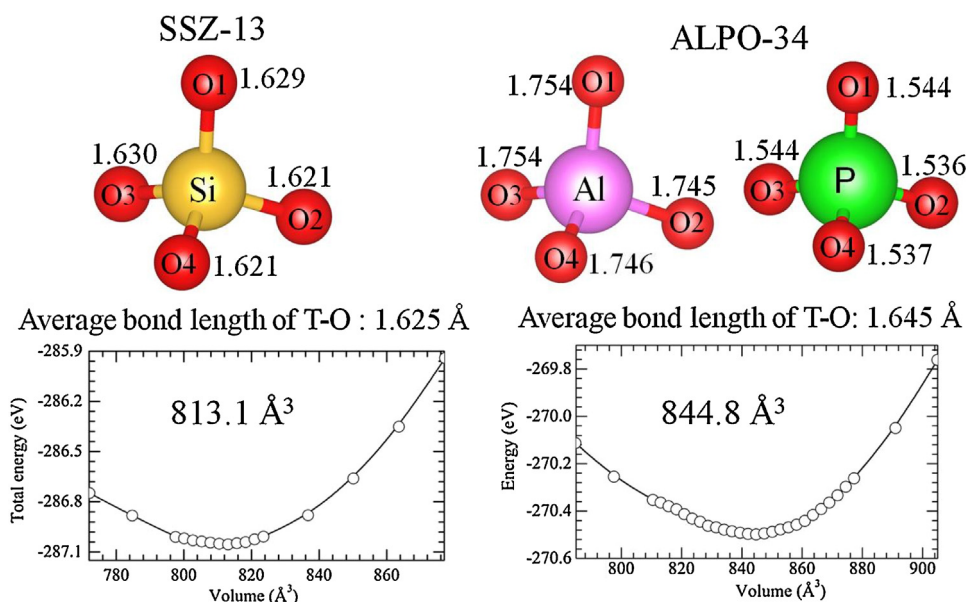 SSZ-13
ALPO-34
O1 1.629
1.630
O3 Si 1.621
O2
O4 1.621
1.754 O1
1.754
O3 Al 1.745
O2
O4 1.746
O1 1.544
1.544
O3 P 1.536
O2
O4 1.537
Average bond length of T-O : 1.625 Å
Average bond length of T-O: 1.645 Å
813.1 Å³
Total energy (eV)
-285.9
-286.2
-286.5
-286.8
-287.1
780 800 820 840 860
Volume (Å³)
844.8 Å³
Energy (eV)
-269.8
-270.0
-270.2
-270.4
-270.6
800 820 840 860 880 900
Volume (Å³)